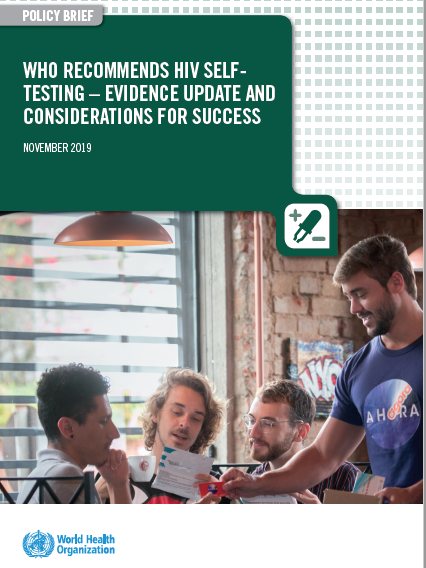 POLICY BRIEF
WHO RECOMMENDS HIV SELF-
TESTING – EVIDENCE UPDATE AND
CONSIDERATIONS FOR SUCCESS
NOVEMBER 2019
AHORA
World Health
Organization